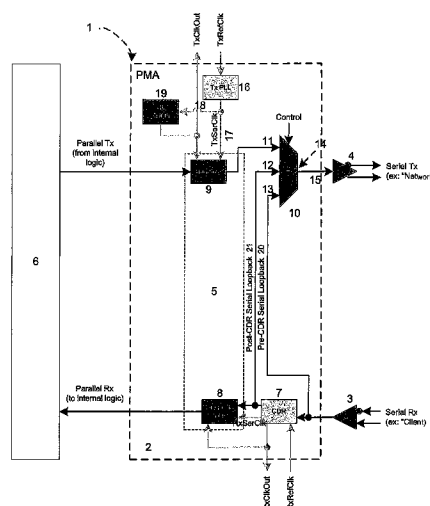 1
TxClkOut
TxRefClk
PMA
19
Tx PLL
16
18
TxSerClk
17
Control
Parallel Tx
(from internal
logic)
11
14
4
12
Serial Tx
(ex: "Networ
9
13
15
10
6
5
Post-CDR Serial Loopback 21
Pre-CDR Serial Loopback 20
Parallel Rx
(to internal logic)
8
7
CDR
3
Serial Rx
(ex: "Client)
RxSerClk
2
RxClkOut
RxRefClk